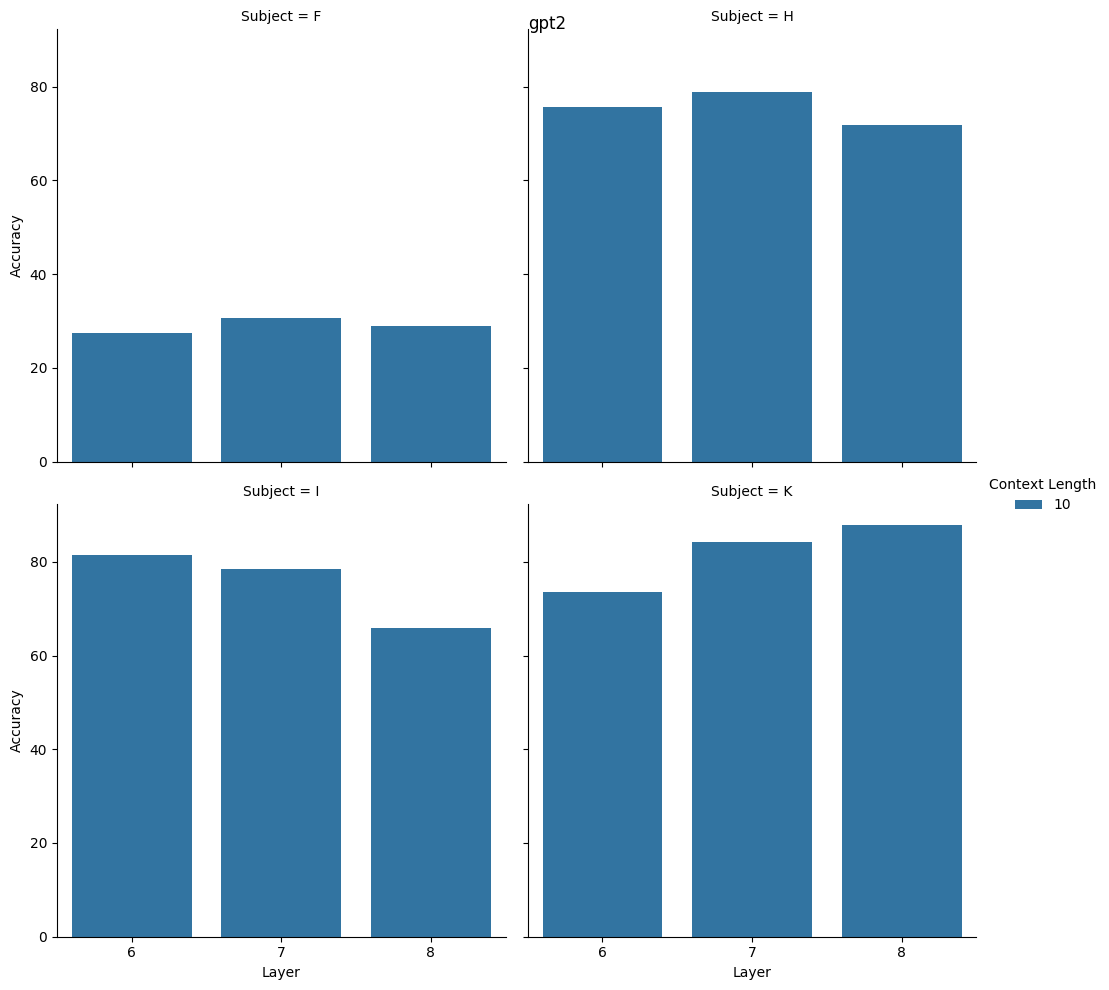 gpt2
Subject = F
Subject = H
80
60
40
20
0
Accuracy
Subject = I
Subject = K
80
60
40
20
0
Accuracy
6
7
8
6
7
8
Layer
Layer
Context Length
10